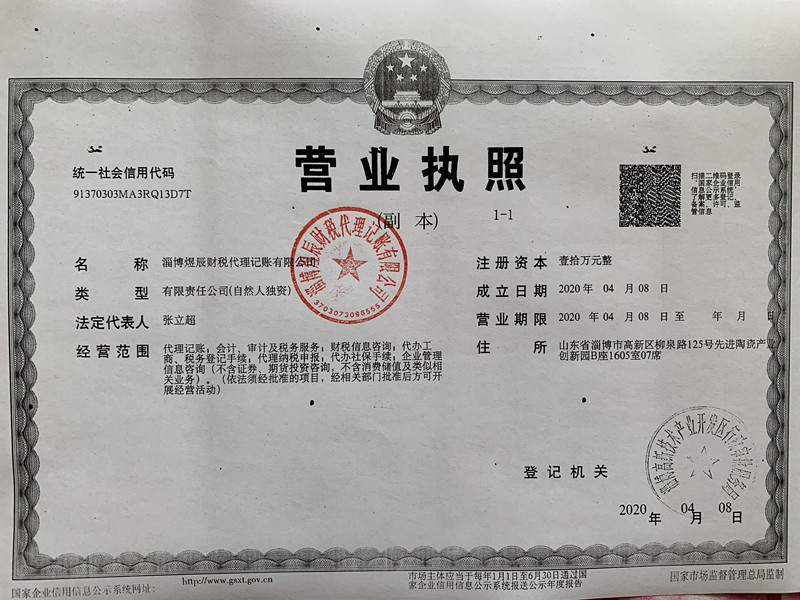 营业执照
(副 本)
1-1
统一社会信用代码
91370303MA3RQ13D7T
扫描二维码登录
‘国家企业信用
信息公示系统’
了解更多登记、
备案、许可、监
管信息
名 称 淄博煜辰财税代理记账有限公司
类 型 有限责任公司(自然人独资)
法定代表人 张立超
经营范围 代理记账；会计、审计及税务服务；财税信息咨询；代办工
商、税务登记手续；代理纳税申报；代办社保手续；企业管理
信息咨询（不含证券、期货投资咨询，不含消费储值及类似相
关业务）。（依法须经批准的项目，经相关部门批准后方可开
展经营活动）
注册资本 壹拾万元整
成立日期 2020 年 04 月 08 日
营业期限 2020 年 04 月 08 日 至 年 月 日
住 所 山东省淄博市高新区柳泉路125号先进陶瓷产业
创新园B座1605室07席
淄博煜辰财税代理记账有限公司
3703073093555
登记机关
2020 年 04 月 08 日
国家企业信用信息公示系统网址：
http://www.gsxt.gov.cn
市场主体应当于每年1月1日至6月30日通过国
家企业信用信息公示系统报送公示年度报告
国家市场监督管理总局监制